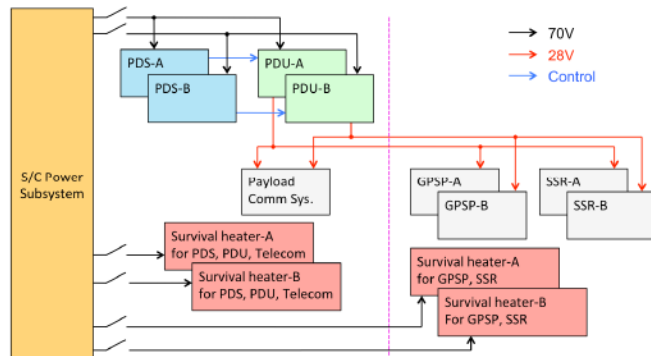 70V
28V
Control
PDS-A
PDU-A
PDS-B
PDU-B
S/C Power
Subsystem
Payload
Comm Sys.
GPSP-A
GPSP-B
SSR-A
SSR-B
Survival heater-A
for PDS, PDU, Telecom
Survival heater-B
for PDS, PDU, Telecom
Survival heater-A
for GPSP, SSR
Survival heater-B
For GPSP, SSR